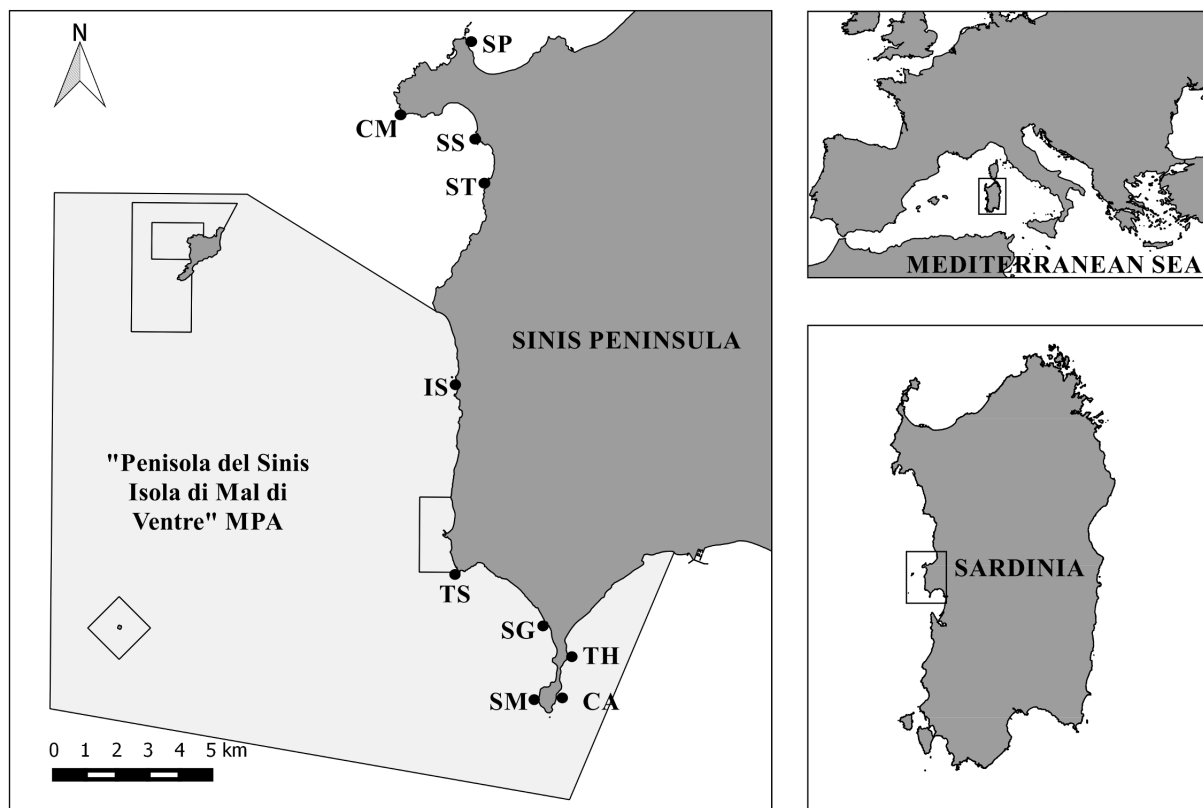 N
SP
CM
SS
ST
SINIS PENINSULA
IS
"Penisola del Sinis
Isola di Mal di
Ventre" MPA
TS
SG
TH
SM
CA
0 1 2 3 4 5 km
MEDITERRANEAN SEA
SARDINIA